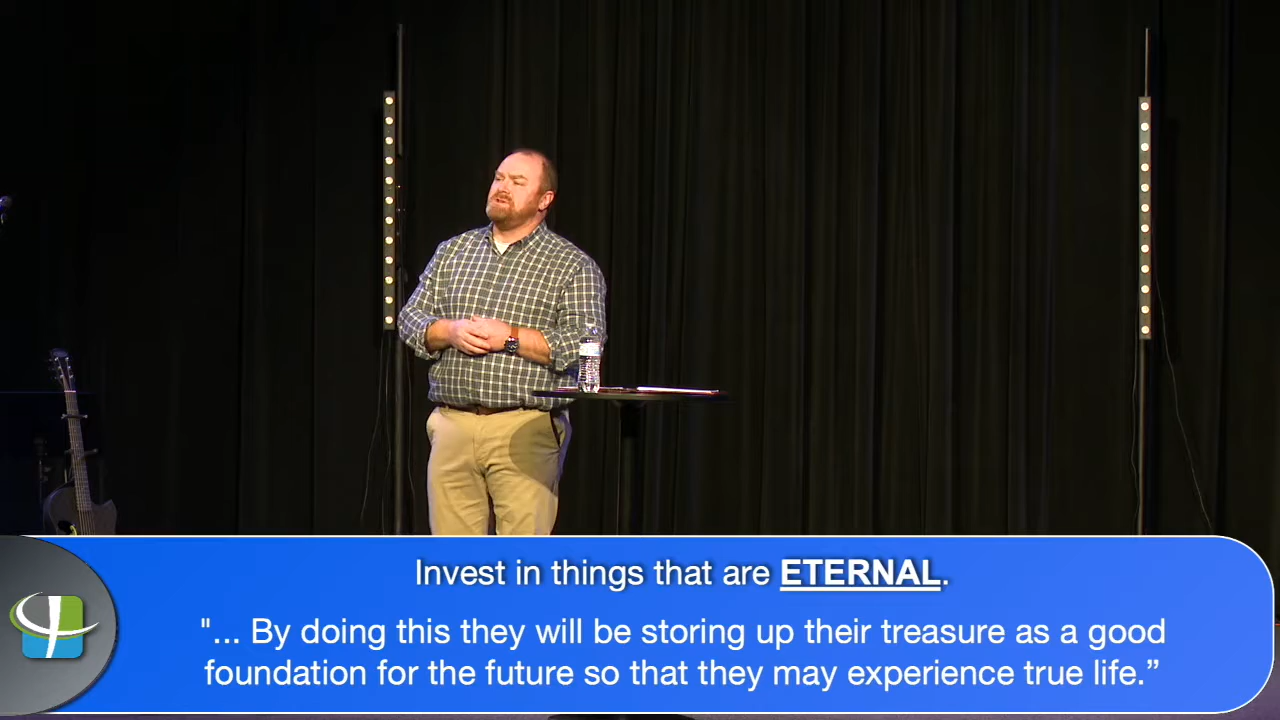 Invest in things that are ETERNAL.
"... By doing this they will be storing up their treasure as a good
foundation for the future so that they may experience true life.”